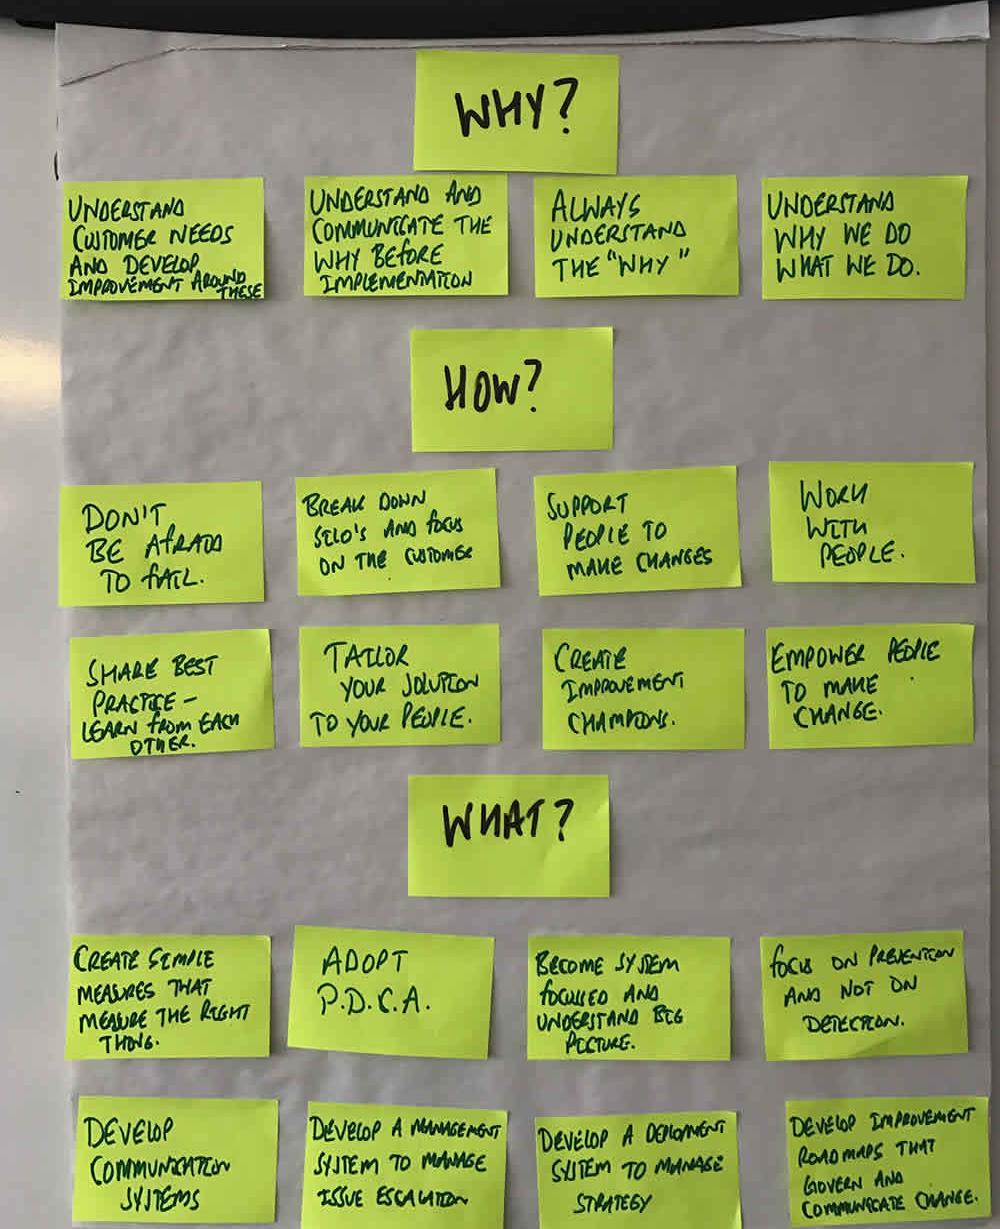 WHY?
UNDERSTAND
CUSTOMER NEEDS
AND DEVELOP
IMPROVEMENT AROUND
THESE
UNDERSTAND AND
COMMUNICATE THE
WHY BEFORE
IMPLEMENTATION
ALWAYS
UNDERSTAND
THE "WHY"
UNDERSTAND
WHY WE DO
WHAT WE DO.
HOW?
DON'T
BE AFRAID
TO FAIL.
BREAK DOWN
SILO'S AND FOCUS
ON THE CUSTOMER
SUPPORT
PEOPLE TO
MAKE CHANGES
WORK
WITH
PEOPLE.
SHARE BEST
PRACTICE -
LEARN FROM EACH
OTHER.
TAILOR
YOUR SOLUTION
TO YOUR PEOPLE.
CREATE
IMPROVEMENT
CHAMPIONS.
EMPOWER PEOPLE
TO MAKE
CHANGE.
WHAT?
CREATE SIMPLE
MEASURES THAT
MEASURE THE RIGHT
THING.
ADOPT
P.D.C.A.
BECOME SYSTEM
FOCUSED AND
UNDERSTAND BIG
PICTURE.
FOCUS ON PREVENTION
AND NOT ON
DETECTION.
DEVELOP
COMMUNICATION
SYSTEMS
DEVELOP A MANAGEMENT
SYSTEM TO MANAGE
ISSUE ESCALATION
DEVELOP A DEPLOYMENT
SYSTEM TO MANAGE
STRATEGY
DEVELOP IMPROVEMENT
ROADMAPS THAT
GOVERN AND
COMMUNICATE CHANGE.